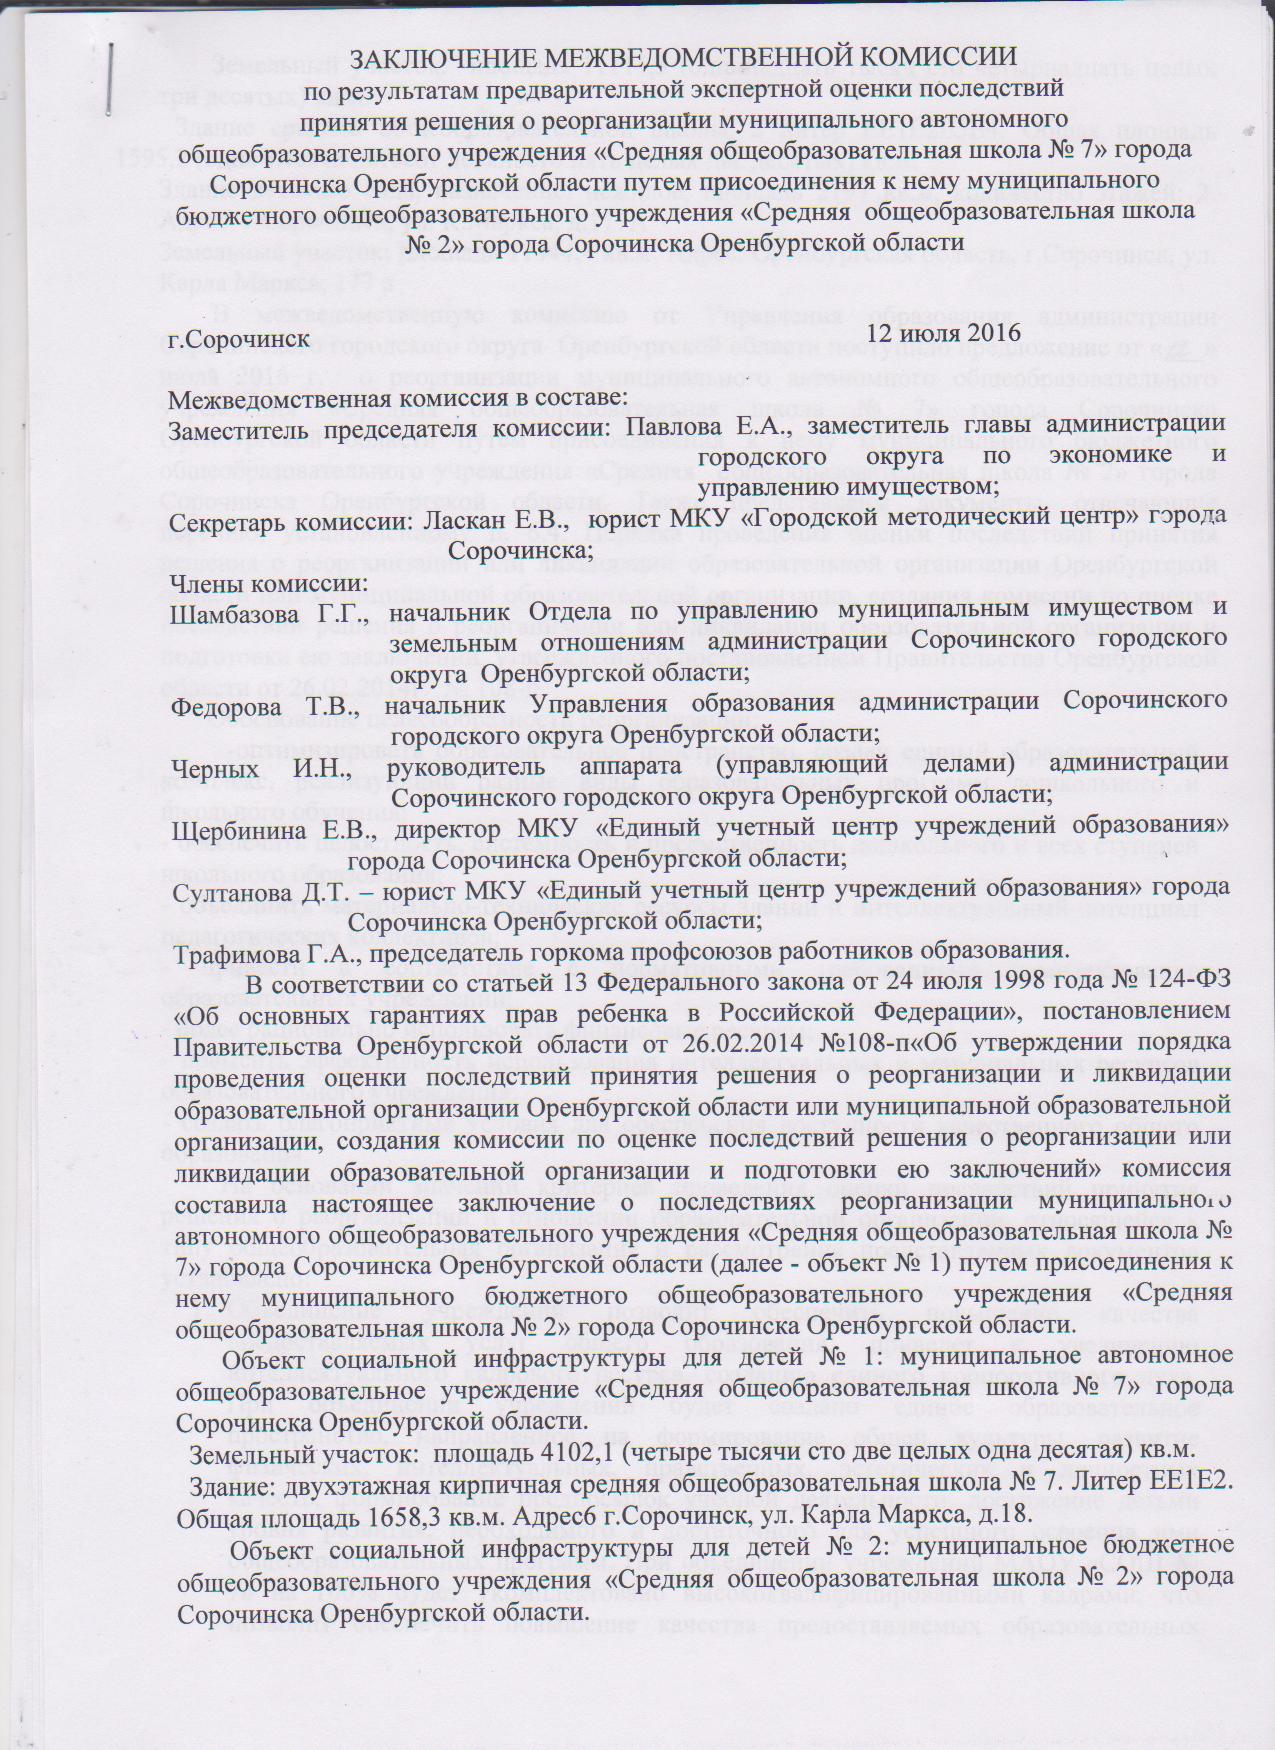 ЗАКЛЮЧЕНИЕ МЕЖВЕДОМСТВЕННОЙ КОМИССИИ
по результатам предварительной экспертной оценки последствий
принятия решения о реорганизации муниципального автономного
общеобразовательного учреждения «Средняя общеобразовательная школа № 7» города
Сорочинска Оренбургской области путем присоединения к нему муниципального
бюджетного общеобразовательного учреждения «Средняя общеобразовательная школа
№ 2» города Сорочинска Оренбургской области
г.Сорочинск 12 июля 2016
Межведомственная комиссия в составе:
Заместитель председателя комиссии: Павлова Е.А., заместитель главы администрации
городского округа по экономике и
управлению имуществом;
Секретарь комиссии: Ласкан Е.В., юрист МКУ «Городской методический центр» города
Сорочинска;
Члены комиссии:
Шамбазова Г.Г., начальник Отдела по управлению муниципальным имуществом и
земельным отношениям администрации Сорочинского городского
округа Оренбургской области;
Федорова Т.В., начальник Управления образования администрации Сорочинского
городского округа Оренбургской области;
Черных И.Н., руководитель аппарата (управляющий делами) администрации
Сорочинского городского округа Оренбургской области;
Щербинина Е.В., директор МКУ «Единый учетный центр учреждений образования»
города Сорочинска Оренбургской области;
Султанова Д.Т. – юрист МКУ «Единый учетный центр учреждений образования» города
Сорочинска Оренбургской области;
Трафимова Г.А., председатель горкома профсоюзов работников образования.
В соответствии со статьей 13 Федерального закона от 24 июля 1998 года № 124-ФЗ
«Об основных гарантиях прав ребенка в Российской Федерации», постановлением
Правительства Оренбургской области от 26.02.2014 №108-п«Об утверждении порядка
проведения оценки последствий принятия решения о реорганизации и ликвидации
образовательной организации Оренбургской области или муниципальной образовательной
организации, создания комиссии по оценке последствий решения о реорганизации или
ликвидации образовательной организации и подготовки ею заключений» комиссия
составила настоящее заключение о последствиях реорганизации муниципального
автономного общеобразовательного учреждения «Средняя общеобразовательная школа №
7» города Сорочинска Оренбургской области (далее - объект № 1) путем присоединения к
нему муниципального бюджетного общеобразовательного учреждения «Средняя
общеобразовательная школа № 2» города Сорочинска Оренбургской области.
Объект социальной инфраструктуры для детей № 1: муниципальное автономное
общеобразовательное учреждение «Средняя общеобразовательная школа № 7» города
Сорочинска Оренбургской области.
Земельный участок: площадь 4102,1 (четыре тысячи сто две целых одна десятая) кв.м.
Здание: двухэтажная кирпичная средняя общеобразовательная школа № 7. Литер ЕЕ1Е2.
Общая площадь 1658,3 кв.м. Адрес6 г.Сорочинск, ул. Карла Маркса, д.18.
Объект социальной инфраструктуры для детей № 2: муниципальное бюджетное
общеобразовательного учреждения «Средняя общеобразовательная школа № 2» города
Сорочинска Оренбургской области.